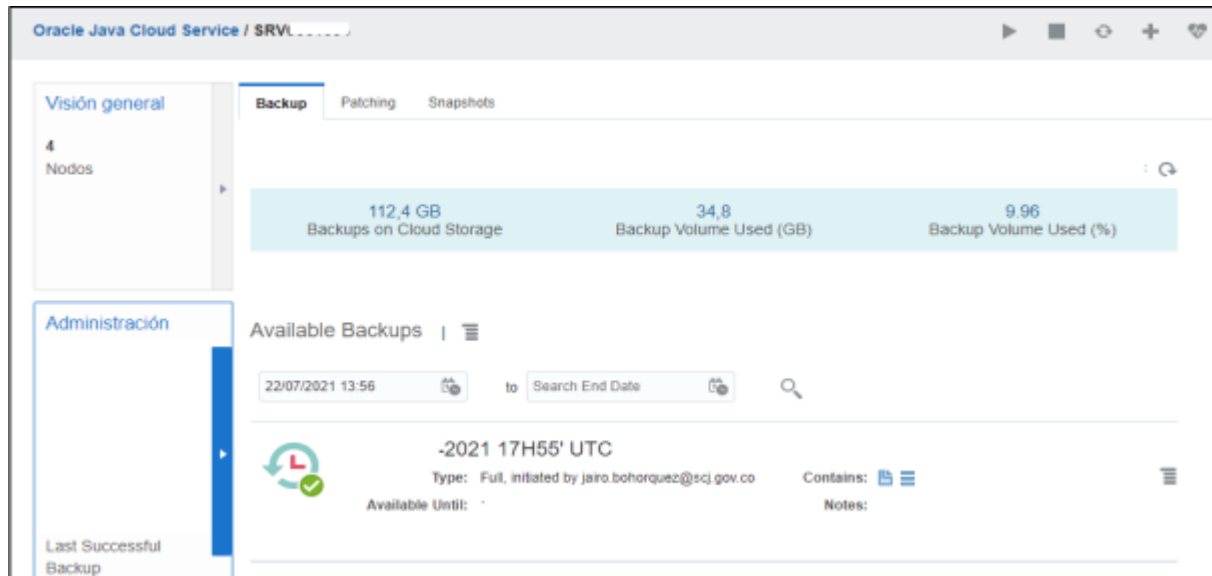 Oracle Java Cloud Service / SRV
Visión general
4
Nodos
Backup Patching Snapshots
112,4 GB 34,8 9.96
Backups on Cloud Storage Backup Volume Used (GB) Backup Volume Used (%)
Administración
Available Backups |
22/07/2021 13:56 to Search End Date
-2021 17H55' UTC
Type: Full, initiated by jairo.bohorquez@scj.gov.co Contains:
Available Until: Notes:
Last Successful
Backup